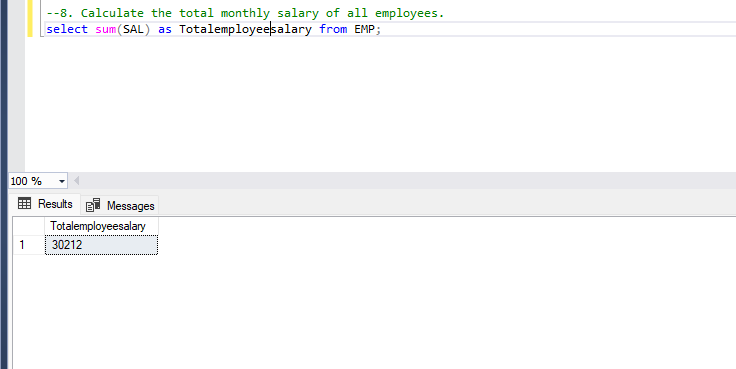 --8. Calculate the total monthly salary of all employees.
select sum(SAL) as Totalemployeesalary from EMP;
100 %
Results Messages
Totalemployeesalary
1 30212